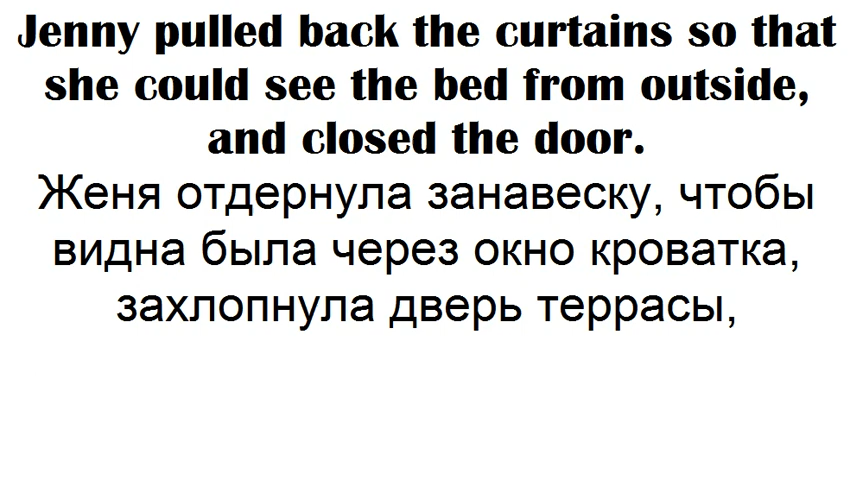 Jenny pulled back the curtains so that
she could see the bed from outside,
and closed the door.
Женя отдернула занавеску, чтобы
видна была через окно кроватка,
захлопнула дверь террасы,